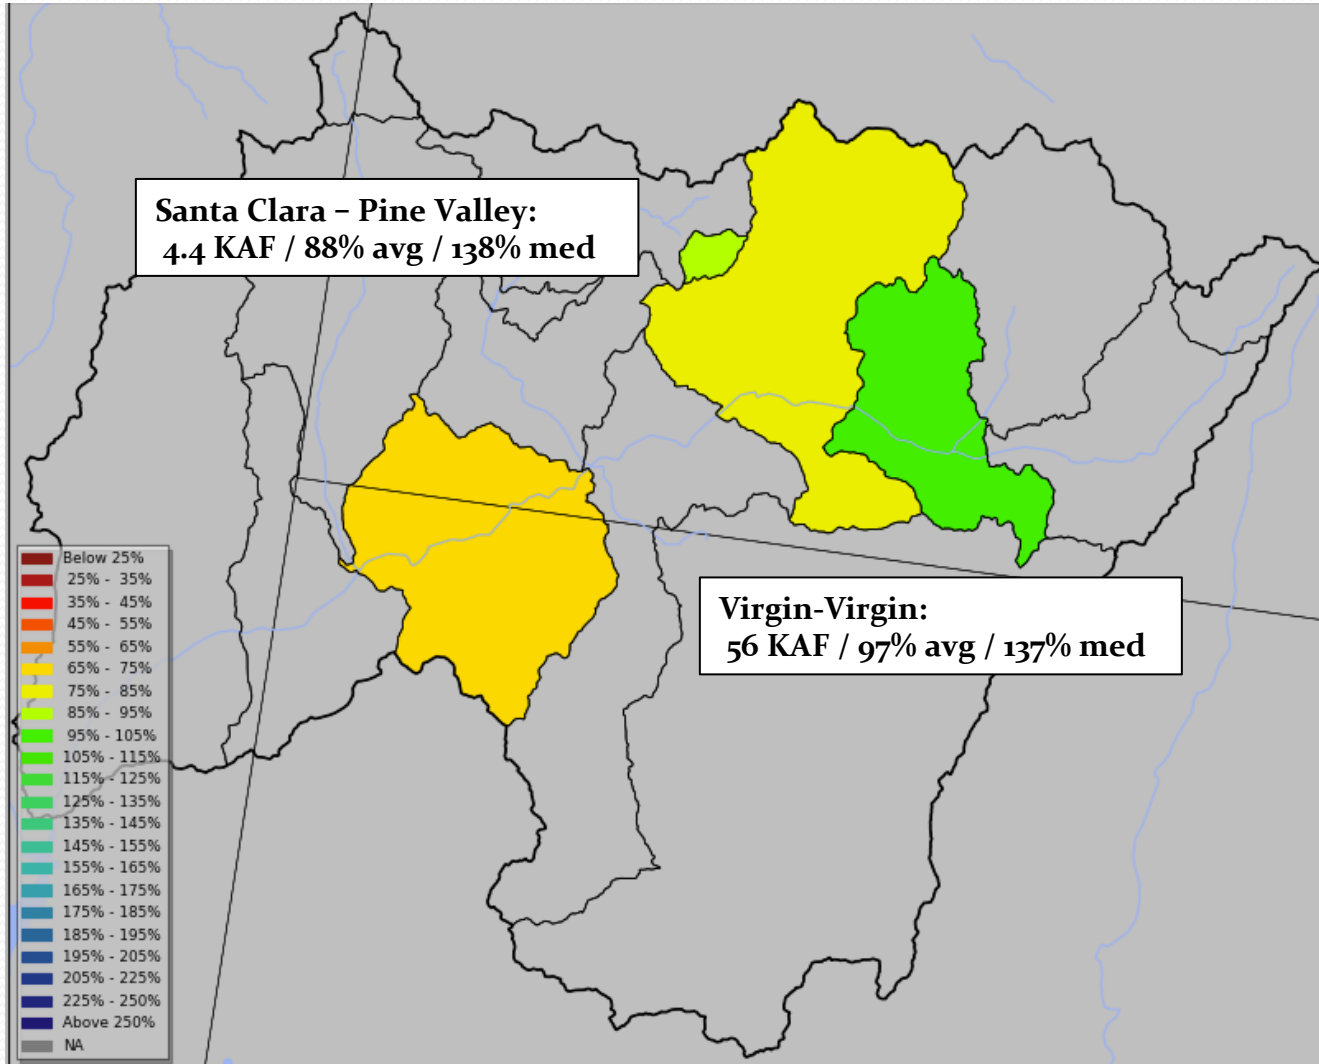 Santa Clara – Pine Valley:
4.4 KAF / 88% avg / 138% med
Virgin-Virgin:
56 KAF / 97% avg / 137% med
Below 25%
25% - 35%
35% - 45%
45% - 55%
55% - 65%
65% - 75%
75% - 85%
85% - 95%
95% - 105%
105% - 115%
115% - 125%
125% - 135%
135% - 145%
145% - 155%
155% - 165%
165% - 175%
175% - 185%
185% - 195%
195% - 205%
205% - 225%
225% - 250%
Above 250%
NA